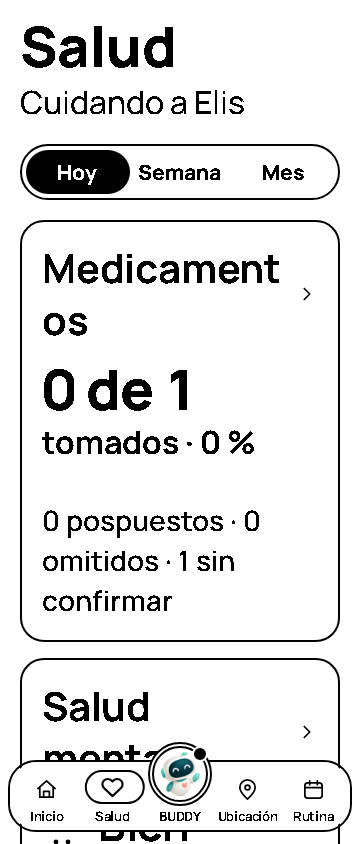 Salud
Cuidando a Elis
Hoy Semana Mes
Medicament
os
0 de 1
tomados · 0 %
0 pospuestos · 0
omitidos · 1 sin
confirmar
Salud
Bien
Inicio Salud BUDDY Ubicación Rutina